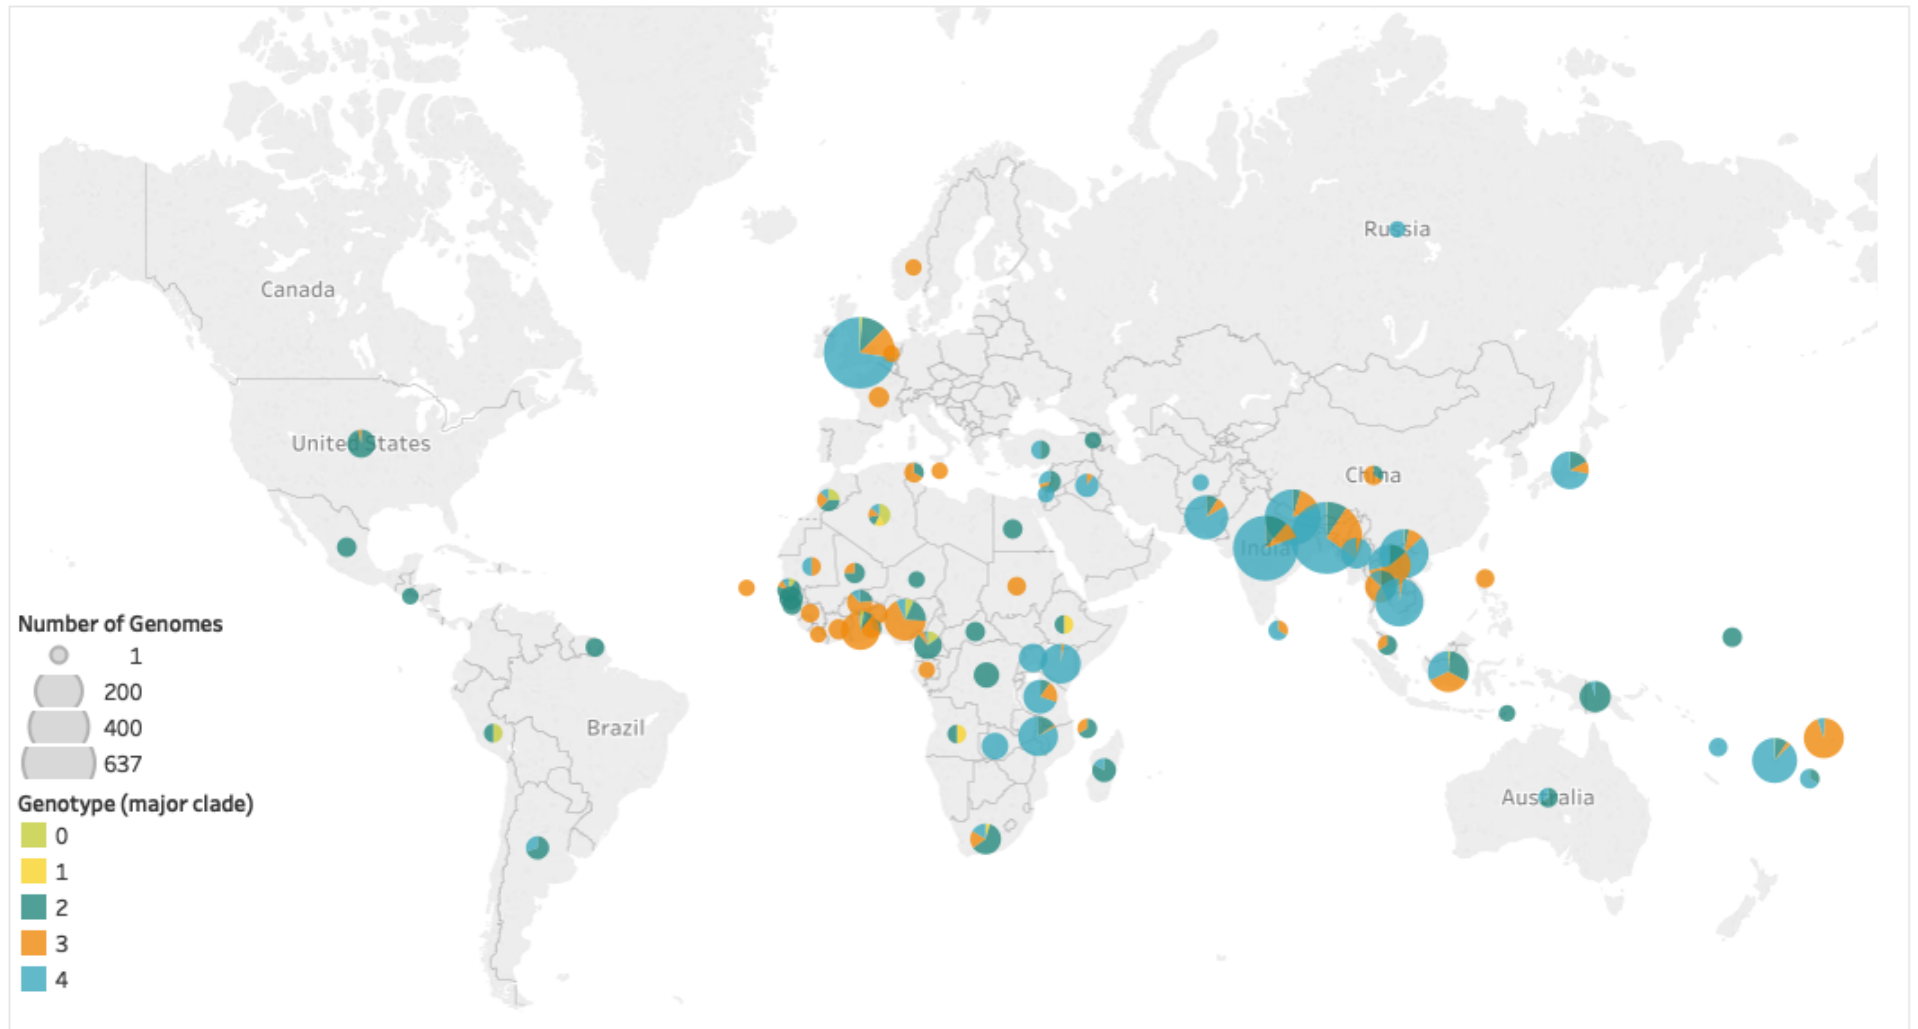 Russia
Canada
United States
China
India
Number of Genomes
1
200
400
637
Brazil
Australia
Genotype (major clade)
0
1
2
3
4